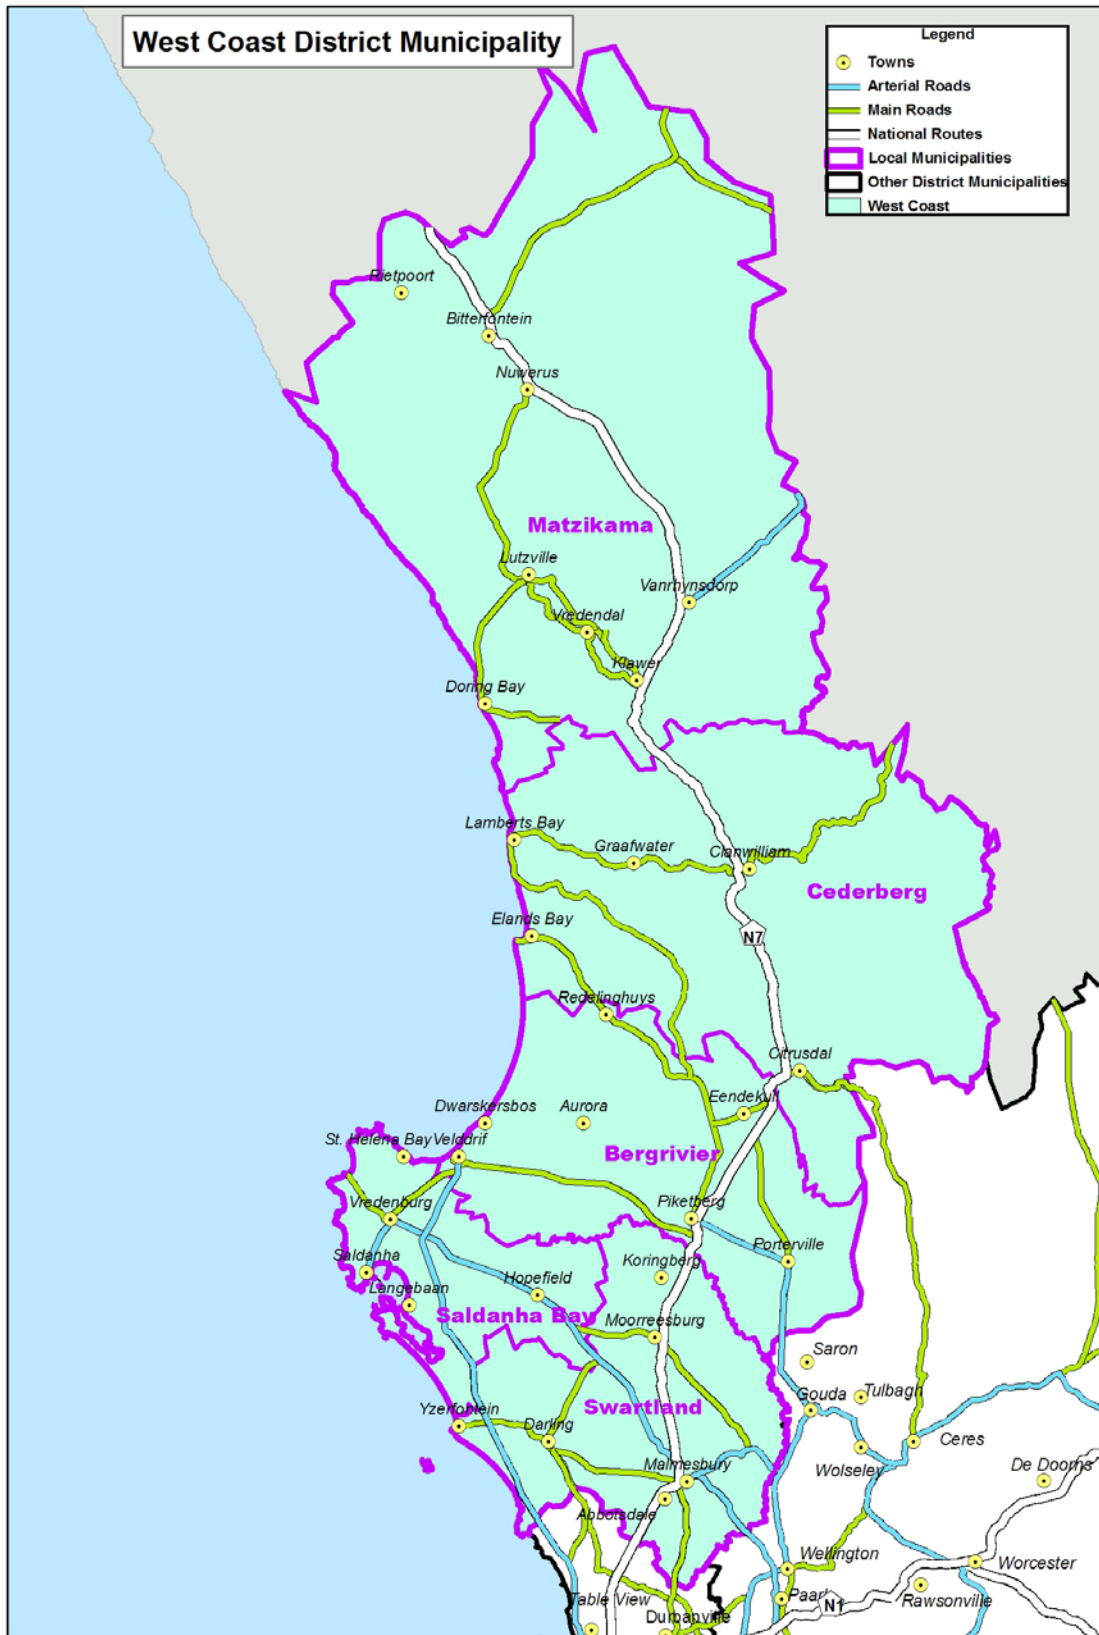 West Coast District Municipality
Legend
Towns
Arterial Roads
Main Roads
National Routes
Local Municipalities
Other District Municipalities
West Coast
Rietpoort
Bitterfontein
Nuwerus
Matzikama
Lutzville
Vanrhynsdorp
Vredendal
Klawer
Doring Bay
Lamberts Bay
Graafwater
Clanwilliam
Cederberg
Elands Bay
N7
Redelinghuys
Citrusdal
Eendekuil
Dwarskersbos
Aurora
St. Helena Bay
Velddrif
Bergrivier
Vredenburg
Piketberg
Porterville
Saldanha
Koringberg
Langebaan
Hopefield
Saldanha Bay
Moorreesburg
Saron
Tulbagh
Gouda
Swartland
Yzerfontein
Darling
Ceres
Wolseley
Malmesbury
De Doorns
Abbotsdale
Wellington
Worcester
Paarl
Rawsonville
Table View
N1
Durbanville